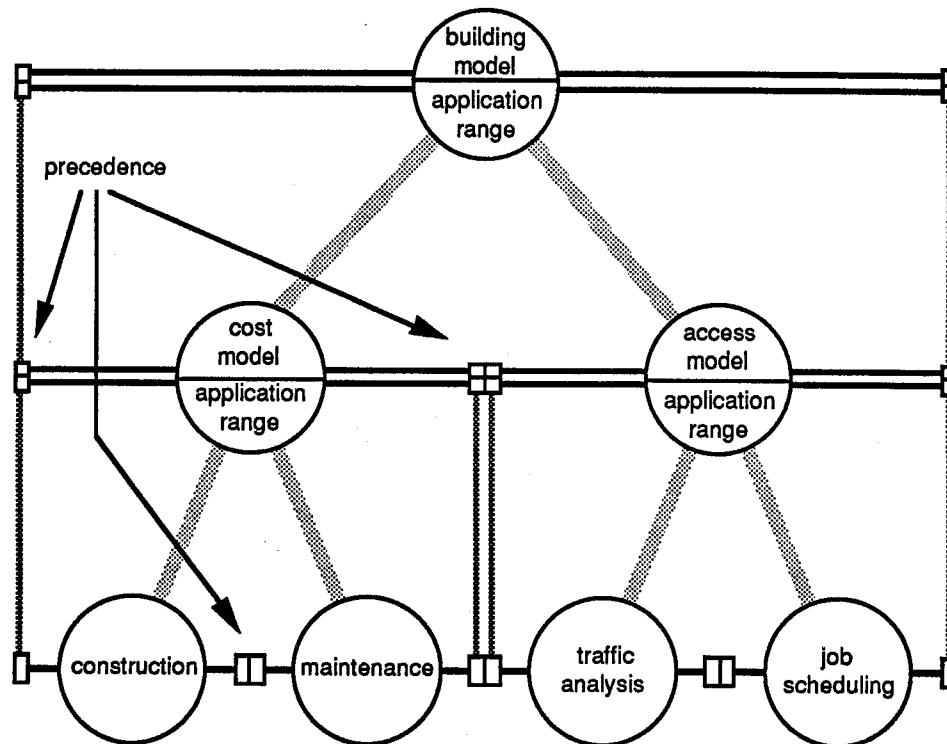 building
model
application
range
precedence
cost
model
application
range
access
model
application
range
construction
maintenance
traffic
analysis
job
scheduling